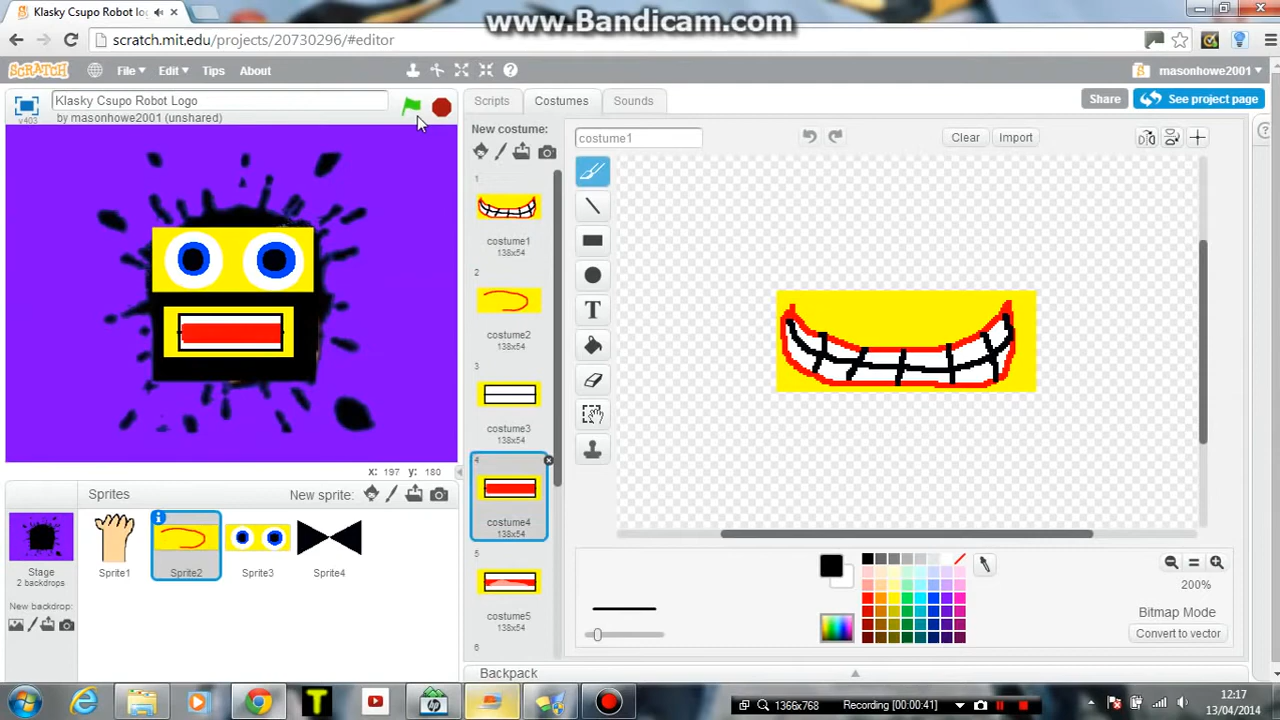 Klasky Csupo Robot Log
www.Bandicam.com
scratch.mit.edu/projects/20730296/#editor
SCRATCH
File
Edit
Tips
About
masonhowe2001
Klasky Csupo Robot Logo
by masonhowe2001 (unshared)
v403
Scripts
Costumes
Sounds
Share
See project page
New costume:
costume1
Clear
Import
1
costume1
138x54
2
costume2
138x54
3
costume3
138x54
4
costume4
138x54
5
costume5
138x54
6
T
x: 197 y: 180
Sprites
New sprite:
Stage
2 backdrops
New backdrop:
Sprite1
Sprite2
Sprite3
Sprite4
200%
Bitmap Mode
Convert to vector
Backpack
T
hp
1366x768
Recording [00:00:41]
12:17
13/04/2014